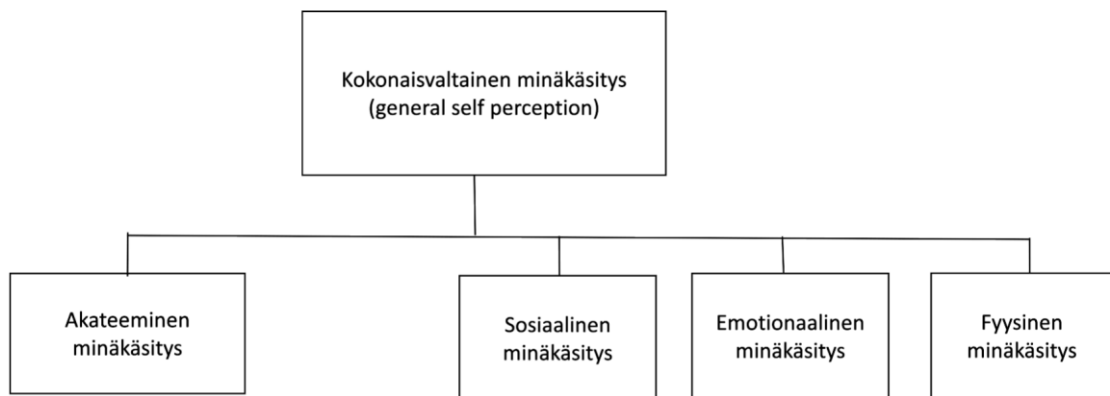 Kokonaisvaltainen minäkäsitys
(general self perception)
Akateeminen
minäkäsitys
Sosiaalinen
minäkäsitys
Emotionaalinen
minäkäsitys
Fyysinen
minäkäsitys